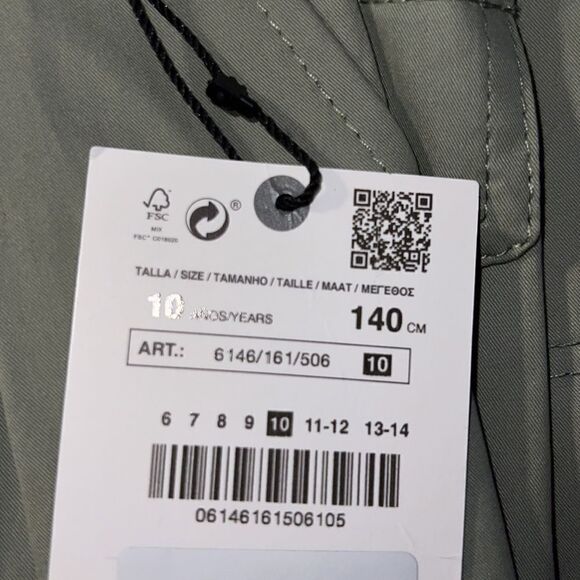 FSC
MIX
FSC® C018020
®
TALLA / SIZE / TAMANHO / TAILLE / MAAT / ΜΕΓΕΘΟΣ
10 AÑOS/YEARS 140 CM
ART.: 6146/161/506 10
6 7 8 9 10 11-12 13-14
06146161506105